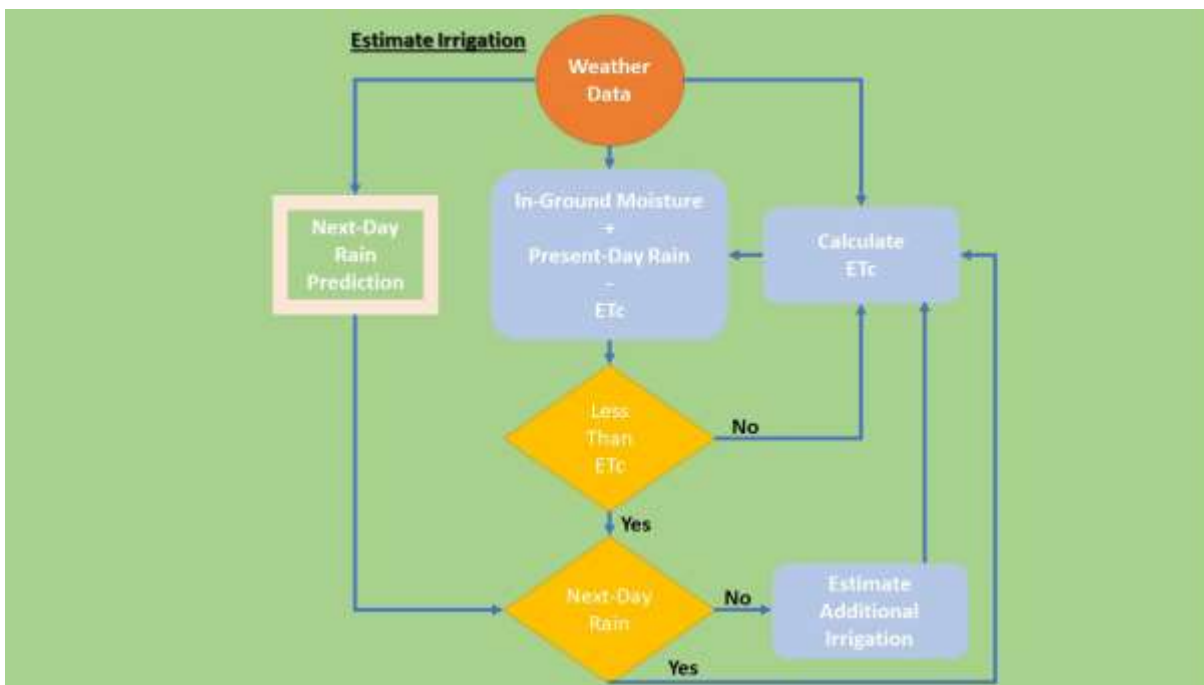 Estimate Irrigation
Weather
Data
Next-Day
Rain
Prediction
In-Ground Moisture
+
Present-Day Rain
-
ETc
Calculate
ETc
Less
Than
ETc
No
Yes
Next-Day
Rain
No
Estimate
Additional
Irrigation
Yes